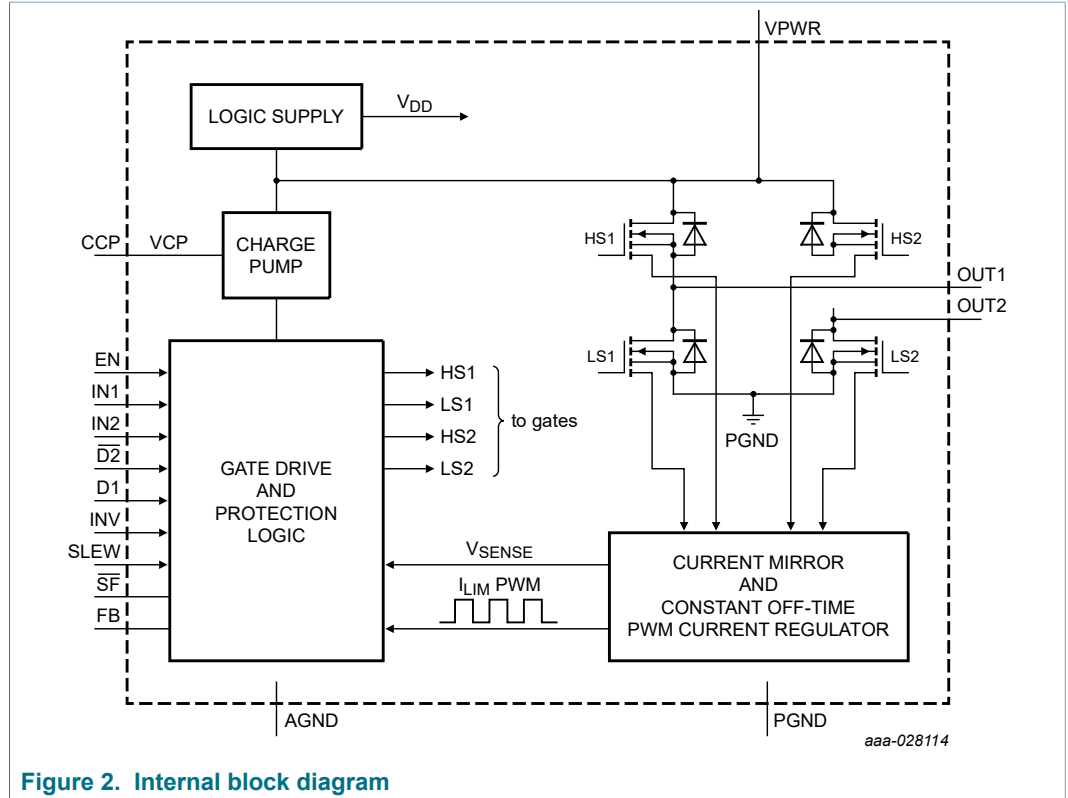 VPWR
LOGIC SUPPLY
VDD
CCP
VCP
CHARGE
PUMP
HS1
HS2
OUT1
OUT2
LS1
LS2
PGND
EN
IN1
IN2
D2
D1
INV
SLEW
SF
FB
GATE DRIVE
AND
PROTECTION
LOGIC
HS1
LS1
HS2
LS2
to gates
VSENSE
ILIM PWM
CURRENT MIRROR
AND
CONSTANT OFF-TIME
PWM CURRENT REGULATOR
AGND
PGND
aaa-028114
Figure 2. Internal block diagram